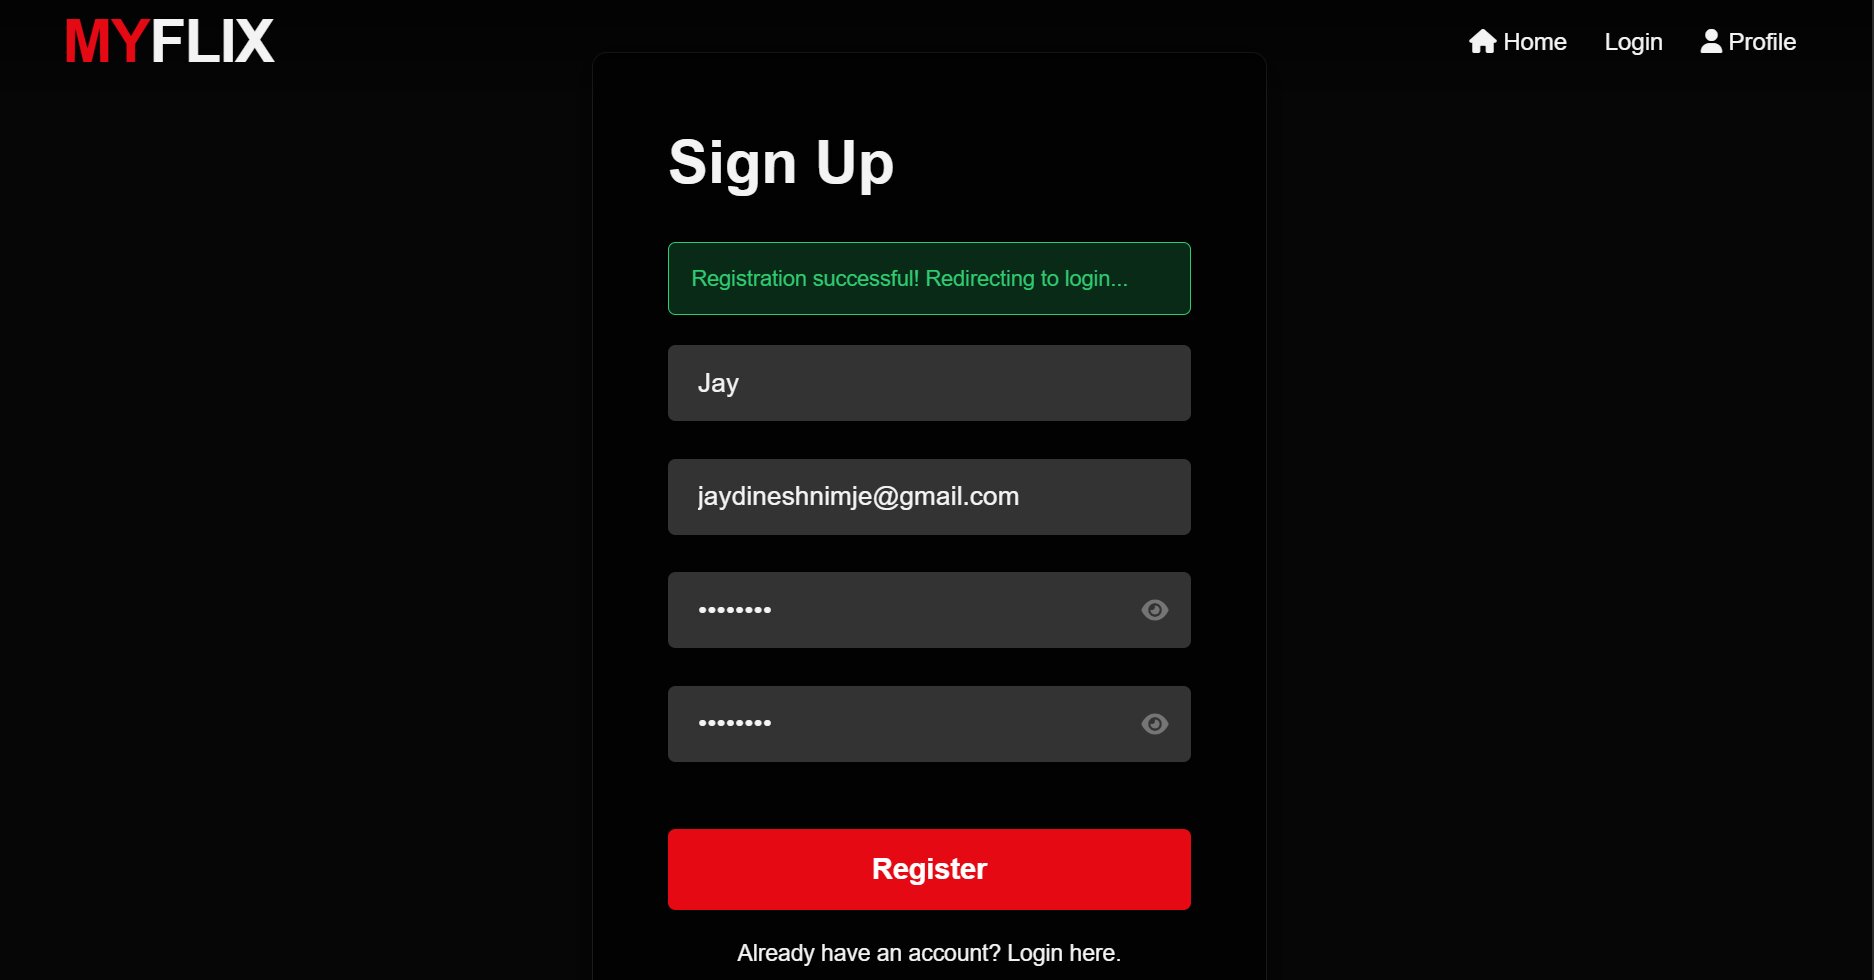 MYFLIX
Home Login Profile
Sign Up
Registration successful! Redirecting to login...
Jay
jaydineshnimje@gmail.com
••••••••
••••••••
Register
Already have an account? Login here.